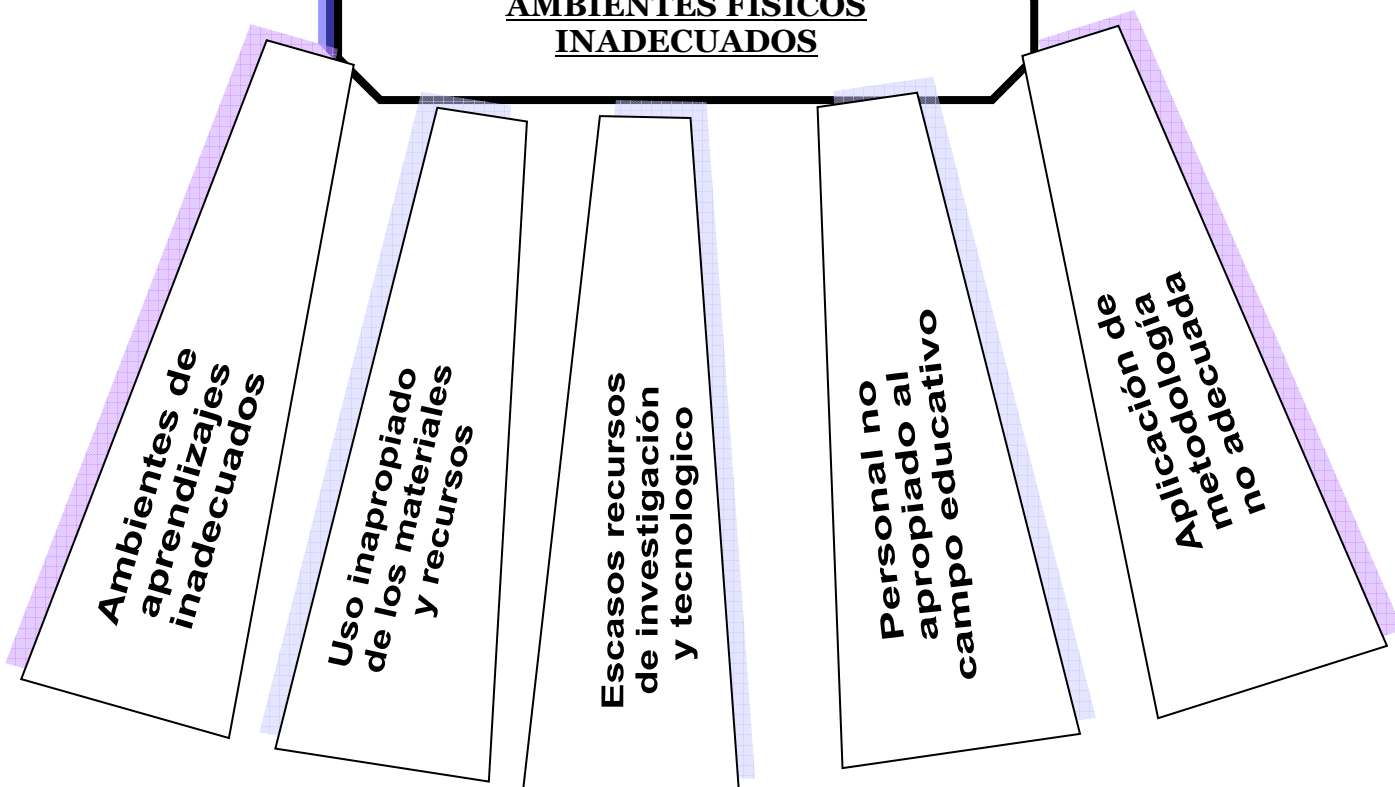 AMBIENTES FISICOS
INADECUADOS
Ambientes de
aprendizajes
inadecuados
Uso inapropiado
de los materiales
y recursos
Escasos recursos
de investigación
y tecnologico
Personal no
apropiado al
campo educativo
Aplicación de
metodología
no adecuada